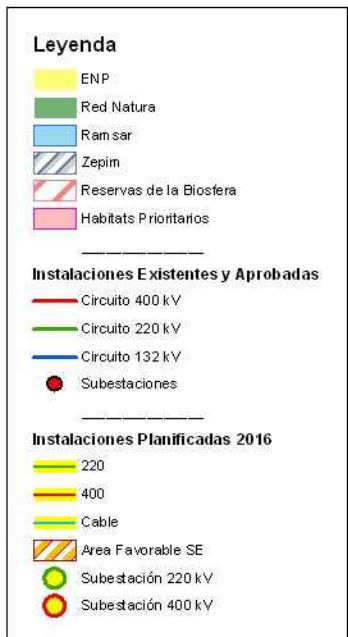 Leyenda
ENP
Red Natura
Ramsar
Zepim
Reservas de la Biosfera
Habitats Prioritarios
Instalaciones Existentes y Aprobadas
Circuito 400 kV
Circuito 220 kV
Circuito 132 kV
Subestaciones
Instalaciones Planificadas 2016
220
400
Cable
Area Favorable SE
Subestación 220 kV
Subestación 400 kV